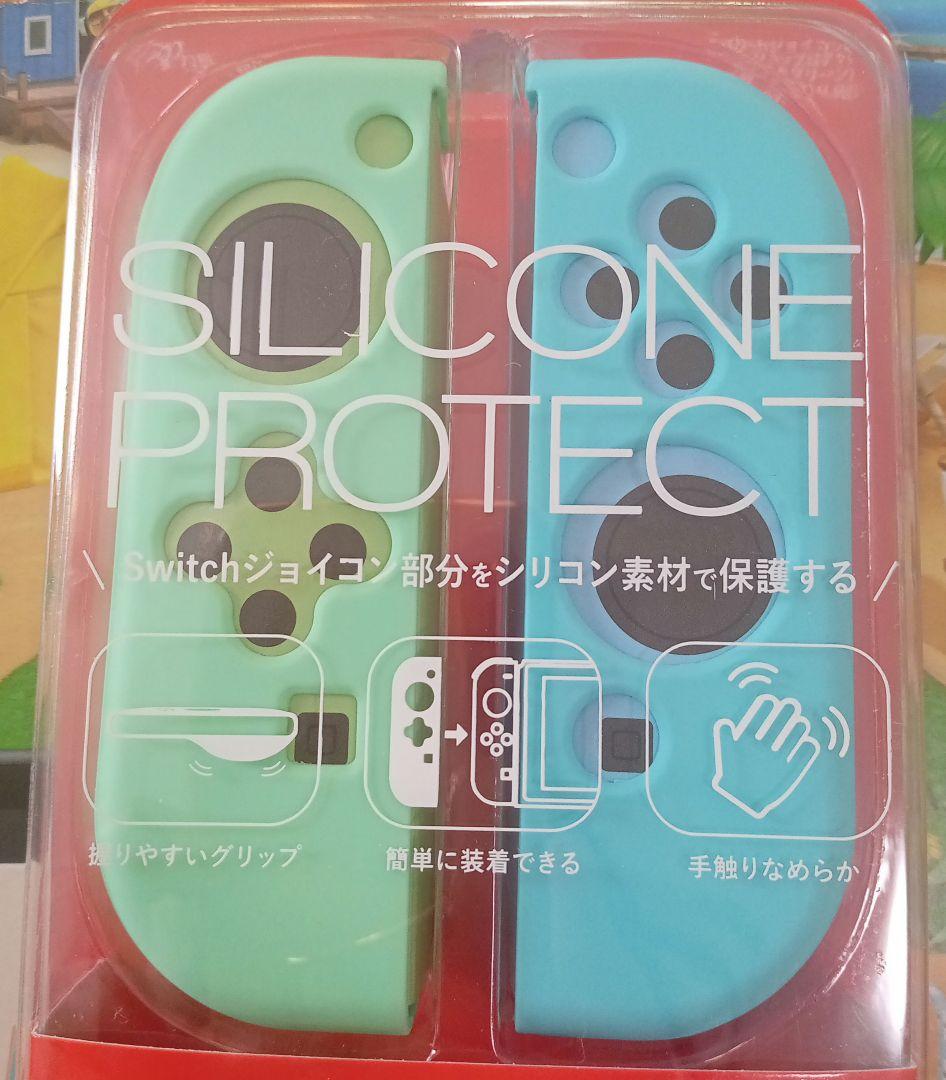 SILICONE
PROTECT
Switchジョイコン部分をシリコン素材で保護する
握りやすいグリップ
簡単に装着できる
手触りなめらか